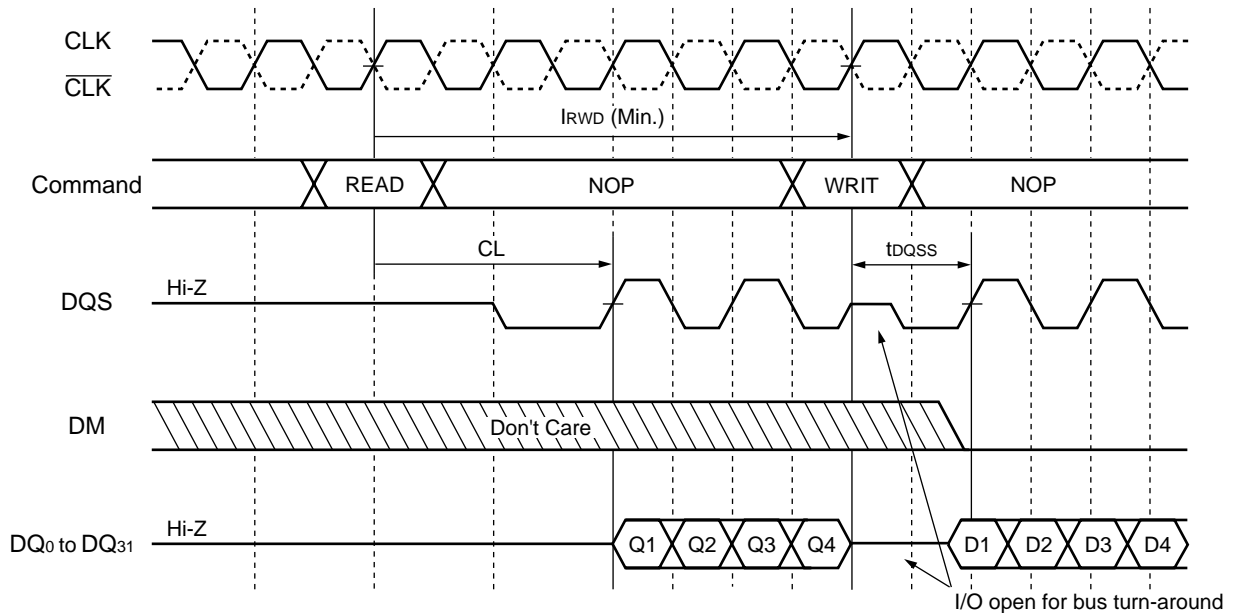 CLK
CLK
IRWD (Min.)
Command READ NOP WRIT NOP
CL tDQSS
DQS Hi-Z
DM Don't Care
DQ0 to DQ31 Hi-Z Q1 Q2 Q3 Q4 D1 D2 D3 D4
I/O open for bus turn-around